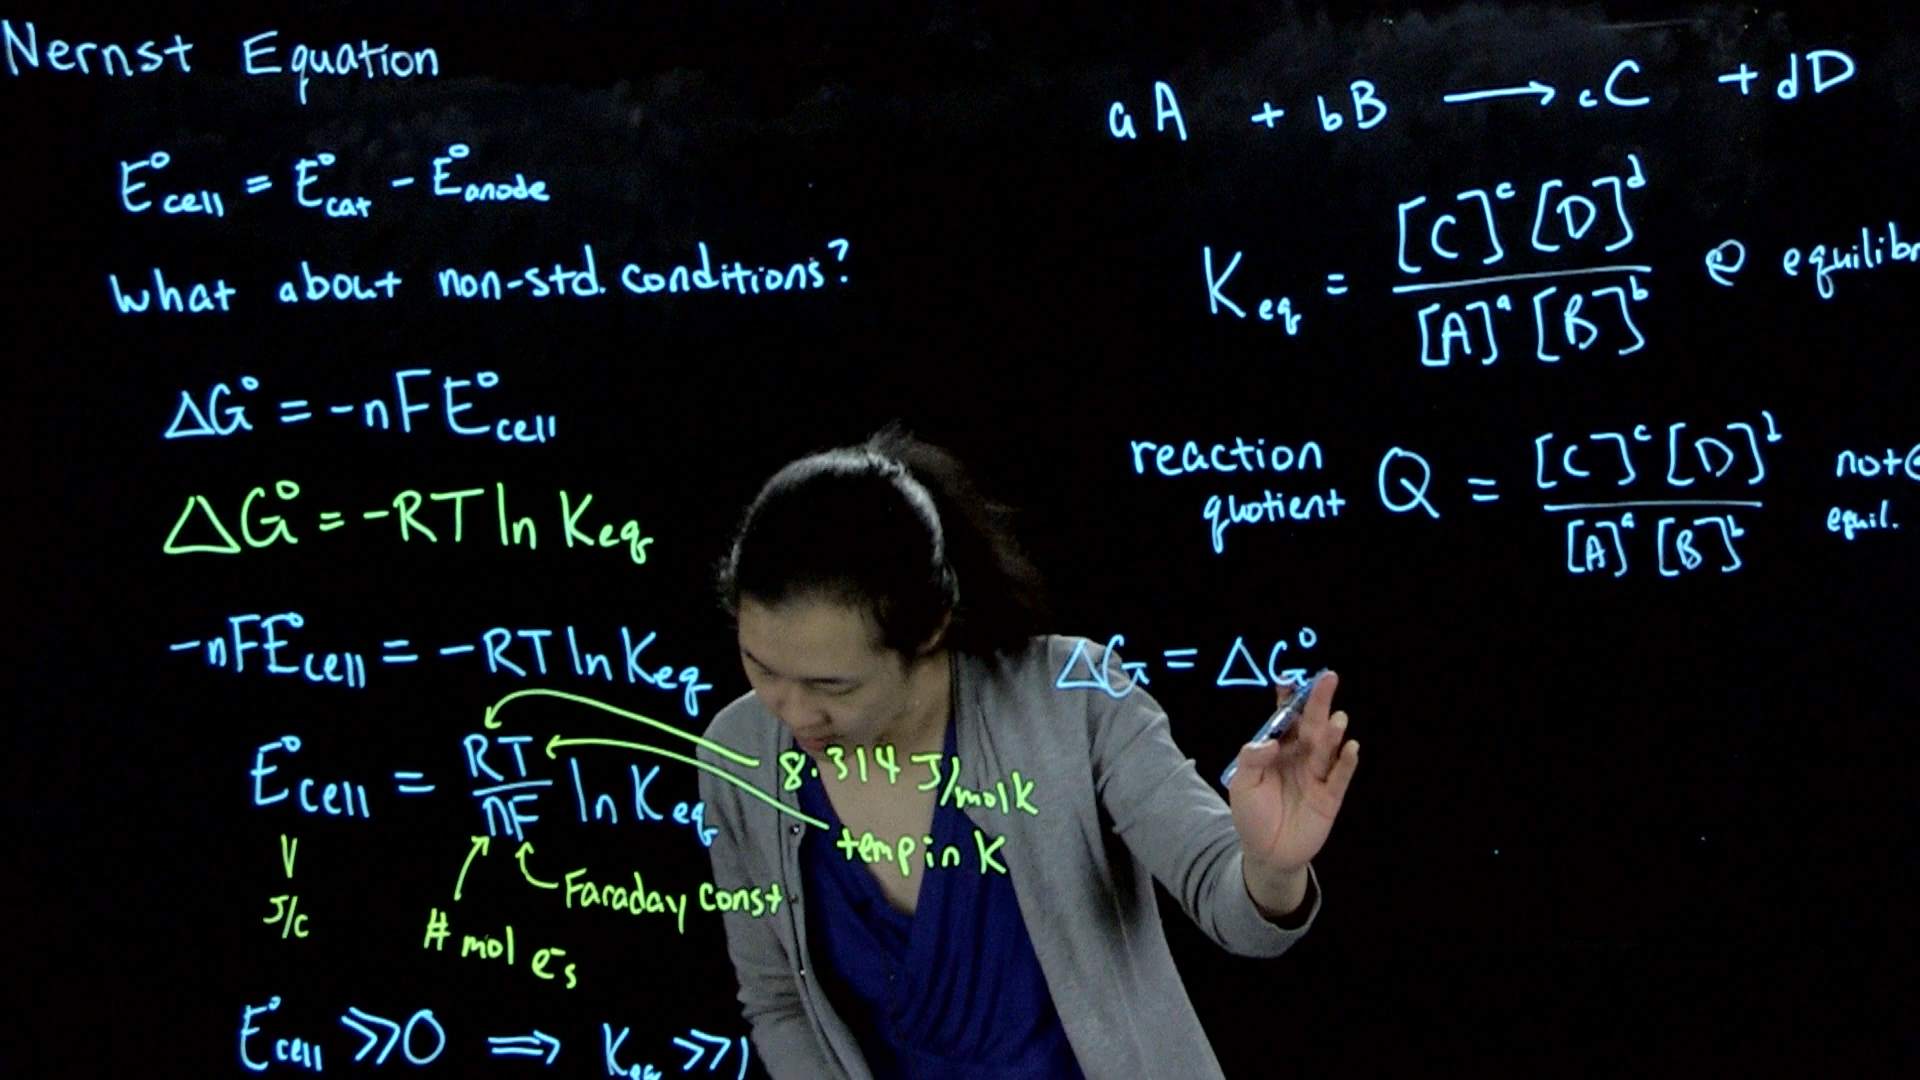 Nernst Equation
E°cell = E°cat - E°anode
What about non-std. conditions?
ΔG° = -nFE°cell
ΔG° = -RT ln Keq
-nFE°cell = -RT ln Keq
E°cell = RT/nF ln Keq
8.314 J/mol K
temp in K
V
J/C
Faraday const
# mol e-s
E°cell >> 0 ⇒ Keq >> 1
aA + bB → cC + dD
Keq = [C]^c [D]^d / [A]^a [B]^b @ equilibr
reaction quotient Q = [C]^c [D]^d / [A]^a [B]^b not @ equil.
ΔG = ΔG°